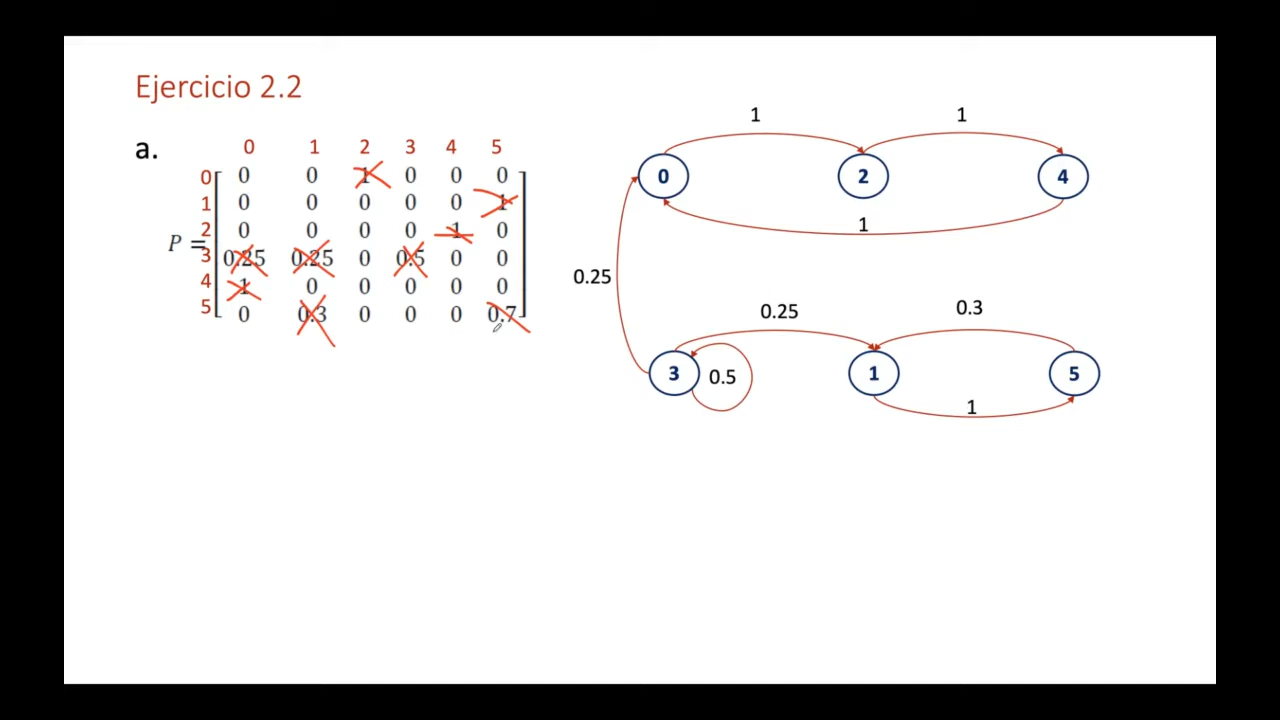 Ejercicio 2.2
a.
0 1 2 3 4 5
0 0 0 1 0 0 0
1 0 0 0 0 0 1
2 0 0 0 0 1 0
P =
3 0.25 0.25 0 0.5 0 0
4 1 0 0 0 0 0
5 0 0.3 0 0 0 0.7
1 1
0 2 4
1
0.25
0.25 0.3
3 0.5 1 5
1